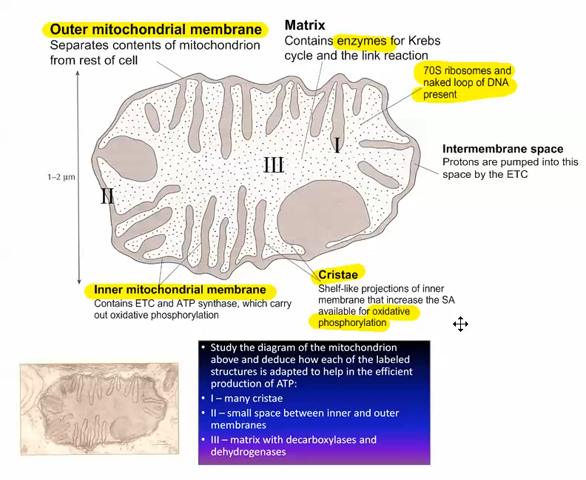 Outer mitochondrial membrane
Separates contents of mitochondrion
from rest of cell
Matrix
Contains enzymes for Krebs
cycle and the link reaction
70S ribosomes and
naked loop of DNA
present
I
III
II
1–2 μm
Intermembrane space
Protons are pumped into this
space by the ETC
Inner mitochondrial membrane
Contains ETC and ATP synthase, which carry
out oxidative phosphorylation
Cristae
Shelf-like projections of inner
membrane that increase the SA
available for oxidative
phosphorylation
• Study the diagram of the mitochondrion
above and deduce how each of the labeled
structures is adapted to help in the efficient
production of ATP:
• I – many cristae
• II – small space between inner and outer
membranes
• III – matrix with decarboxylases and
dehydrogenases